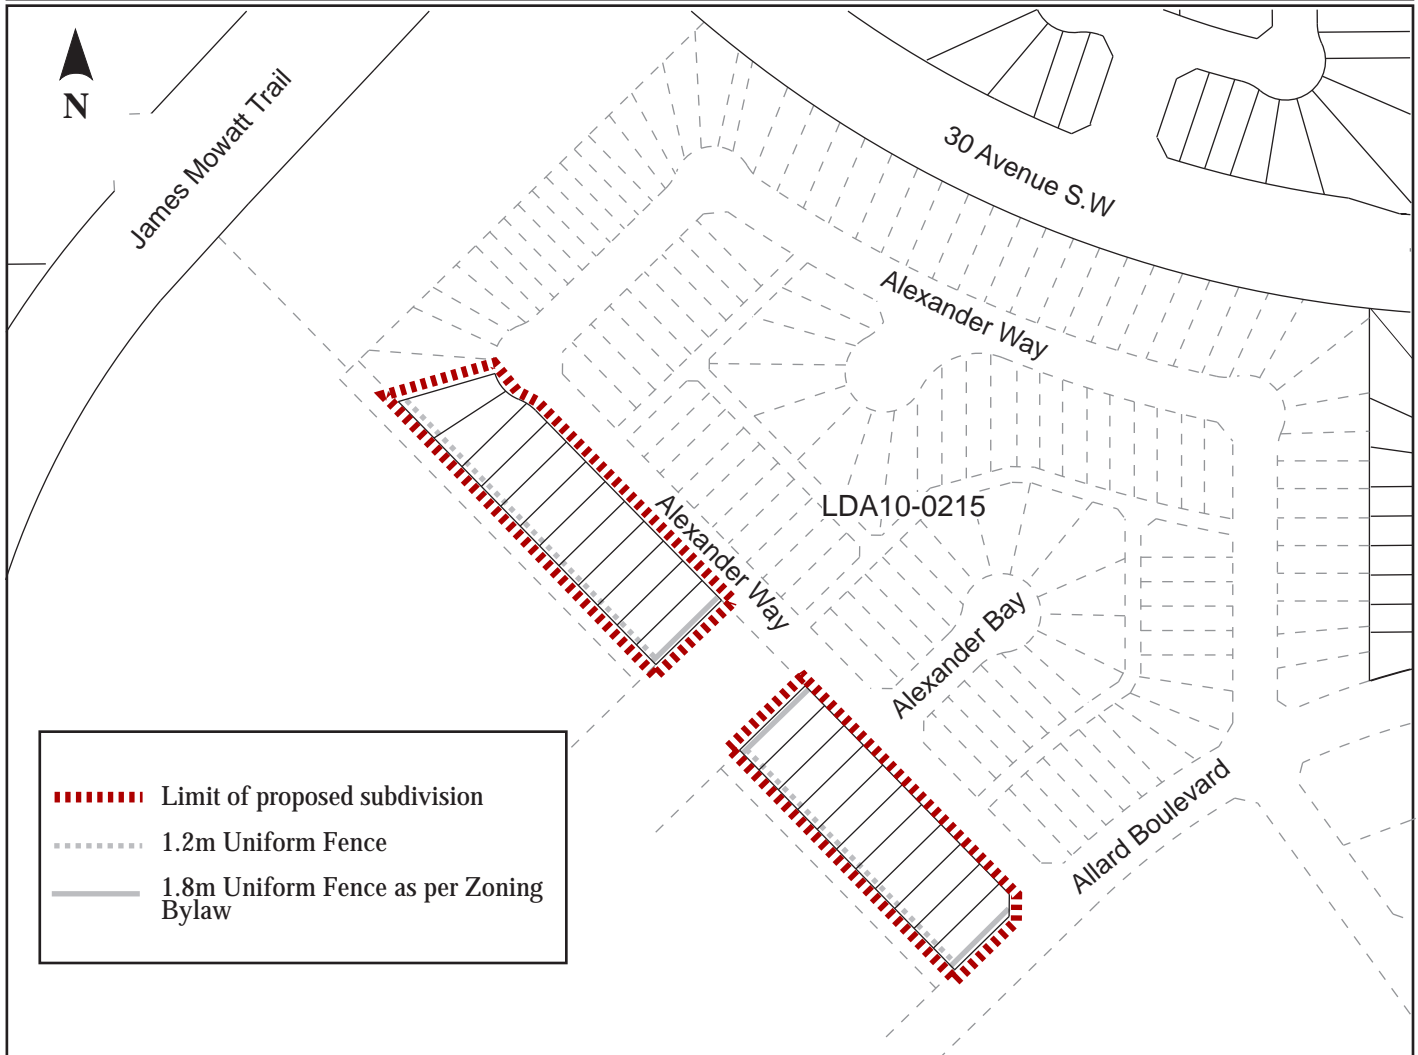 N
James Mowatt Trail
30 Avenue S.W
Alexander Way
LDA10-0215
Alexander Way
Alexander Bay
Allard Boulevard
Limit of proposed subdivision
1.2m Uniform Fence
1.8m Uniform Fence as per Zoning
Bylaw